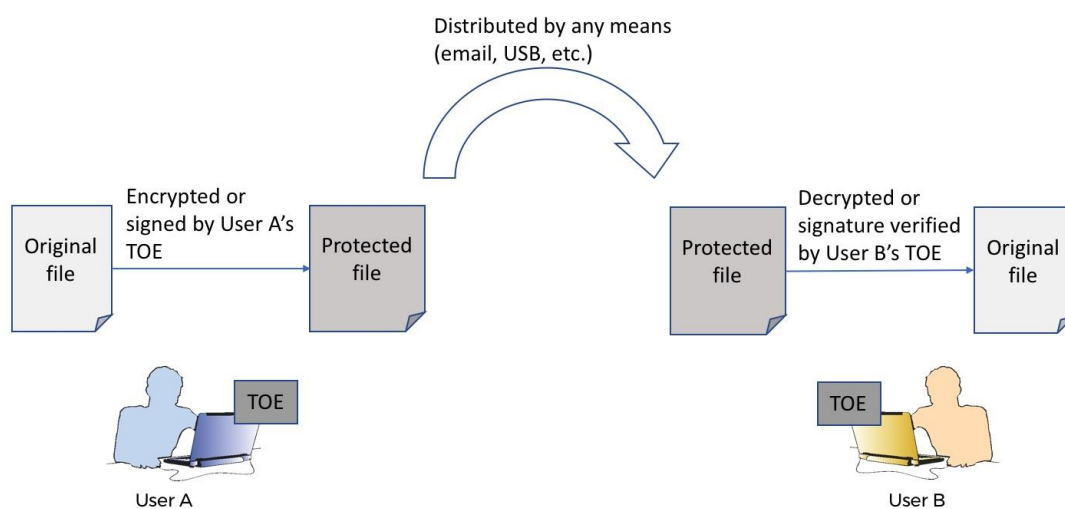 Distributed by any means
(email, USB, etc.)
Encrypted or
signed by User A's
TOE
Original
file
Protected
file
Protected
file
Decrypted or
signature verified
by User B's TOE
Original
file
TOE
User A
TOE
User B